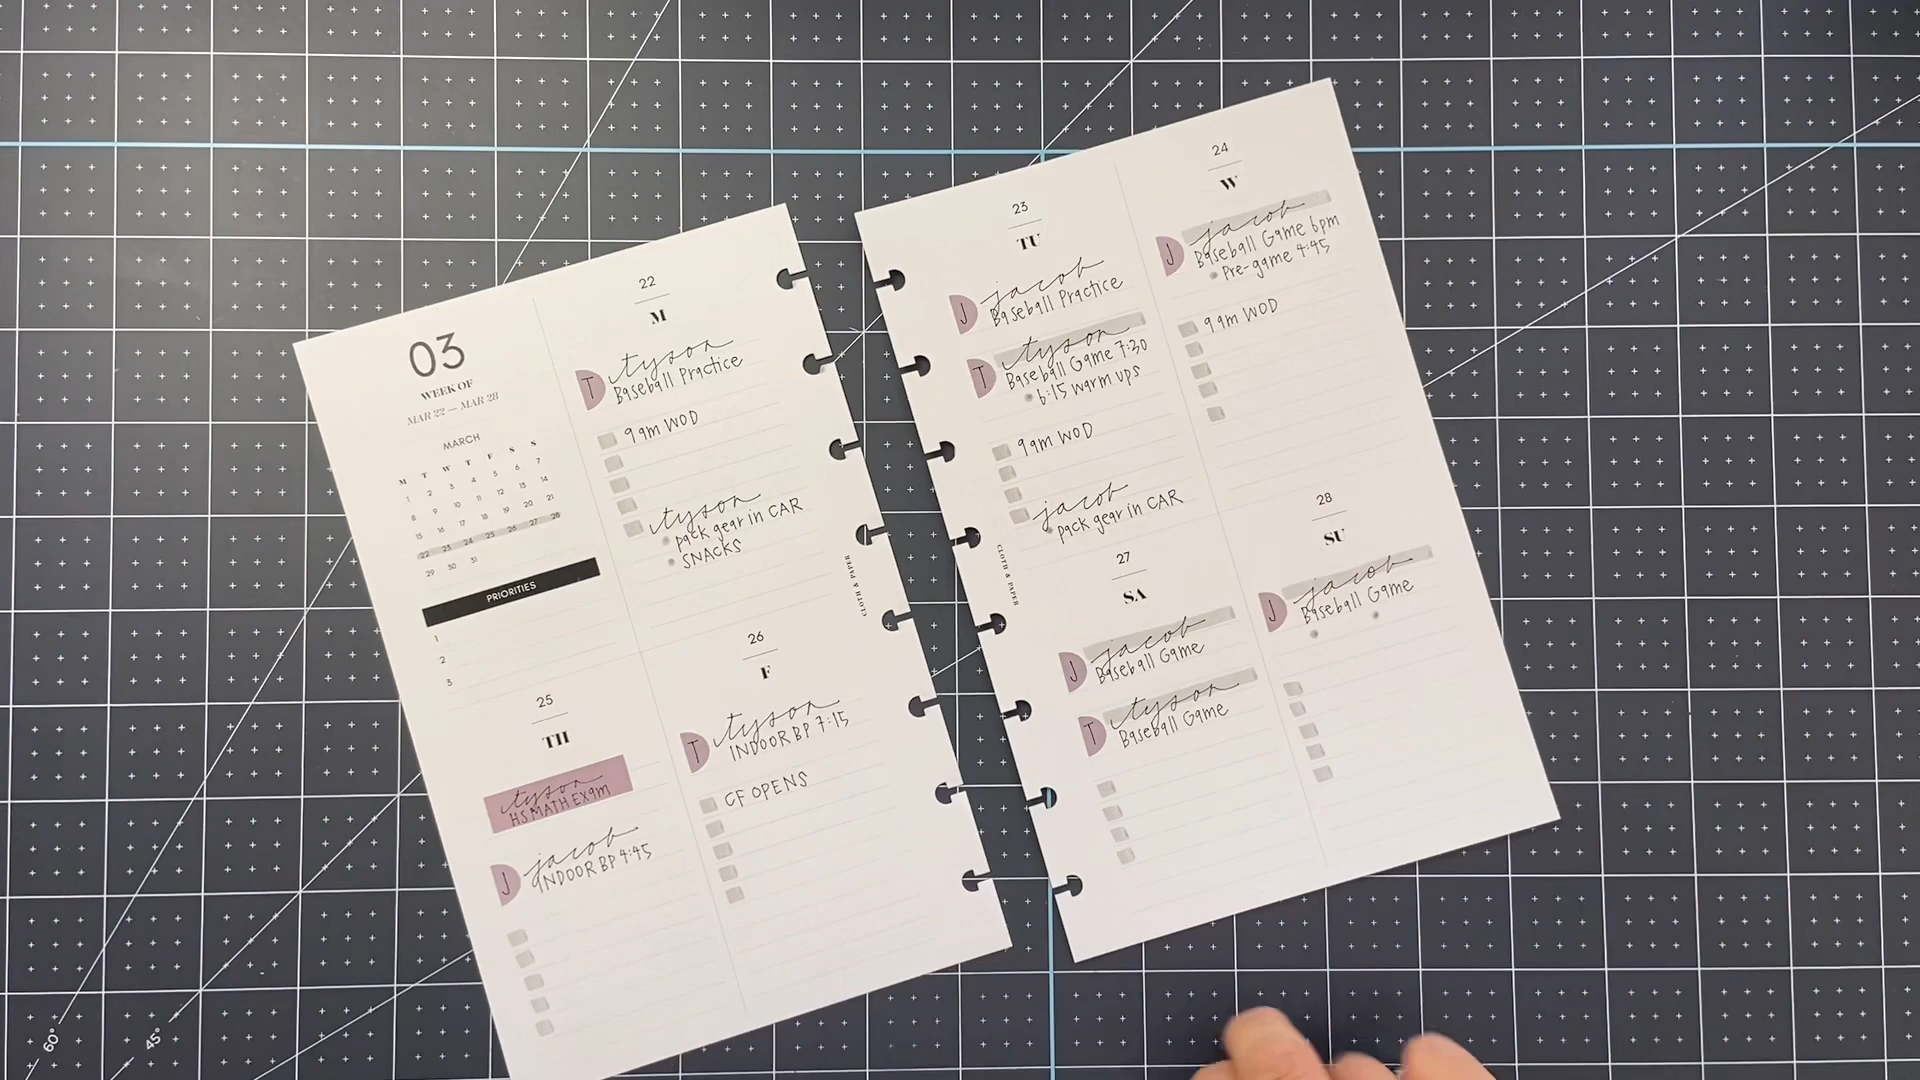 03
WEEK OF
MAR 22 — MAR 28
MARCH
M T W T F S S
1 2 3 4 5 6 7
8 9 10 11 12 13 14
15 16 17 18 19 20 21
22 23 24 25 26 27 28
29 30 31
PRIORITIES
1
2
3
22
M
T
tyson
Baseball Practice
9am WOD
tyson
pack gear in CAR
SNACKS
25
TH
tyson
HS MATH EXam
J
jacob
INDOOR BP 4:45
26
F
T
tyson
INDOOR BP 7:15
CF OPENS
CLOTH & PAPER
23
TU
J
jacob
Baseball Practice
T
tyson
Baseball Game 7:30
6:15 warm ups
9am WOD
jacob
pack gear in CAR
24
W
J
jacob
Baseball Game 6pm
Pre-game 4:45
9am WOD
CLOTH & PAPER
27
SA
J
jacob
Baseball Game
T
tyson
Baseball Game
28
SU
J
jacob
Baseball Game
60°
45°